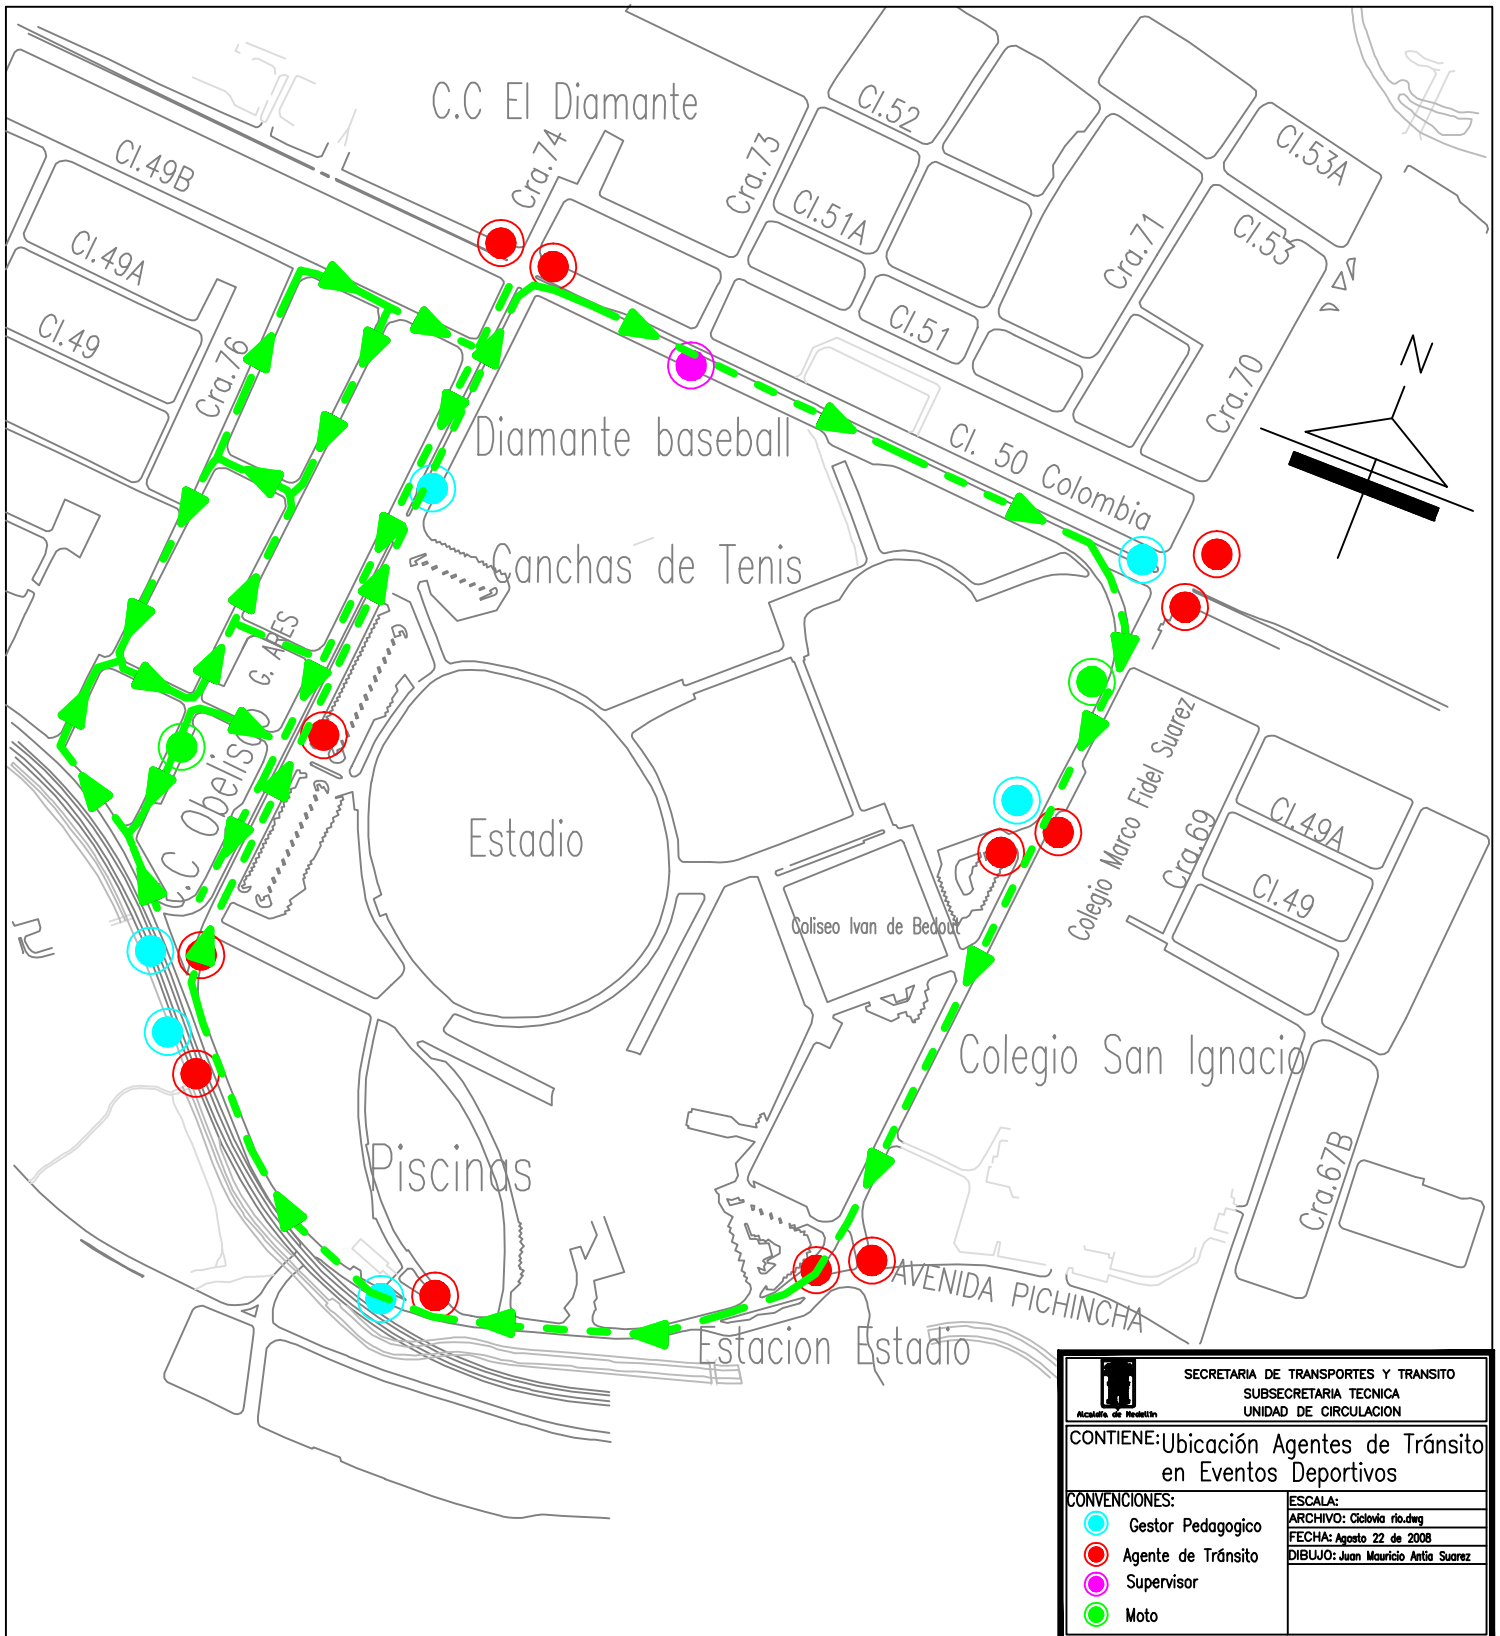 C.C El Diamante
Cl.52
Cl.53A
Cl.49B
Cra.74
Cra.73
Cl.51A
Cra.71
Cl.53
Cl.49A
Cl.49
Cra.76
Cl.51
Cra.70
N
Diamante baseball
Cl. 50 Colombia
Canchas de Tenis
G. ARES
C.C Obelisco
Colegio Marco Fidel Suarez
Estadio
Cra.69
Cl.49A
Cl.49
Coliseo Ivan de Bedout
Colegio San Ignacio
Piscinas
Cra.67B
AVENIDA PICHINCHA
Estacion Estadio
Alcaldía de Medellín
SECRETARIA DE TRANSPORTES Y TRANSITO
SUBSECRETARIA TECNICA
UNIDAD DE CIRCULACION
CONTIENE: Ubicación Agentes de Tránsito
en Eventos Deportivos
CONVENCIONES:
Gestor Pedagogico
Agente de Tránsito
Supervisor
Moto
ESCALA:
ARCHIVO: Ciclovia rio.dwg
FECHA: Agosto 22 de 2008
DIBUJO: Juan Mauricio Antia Suarez